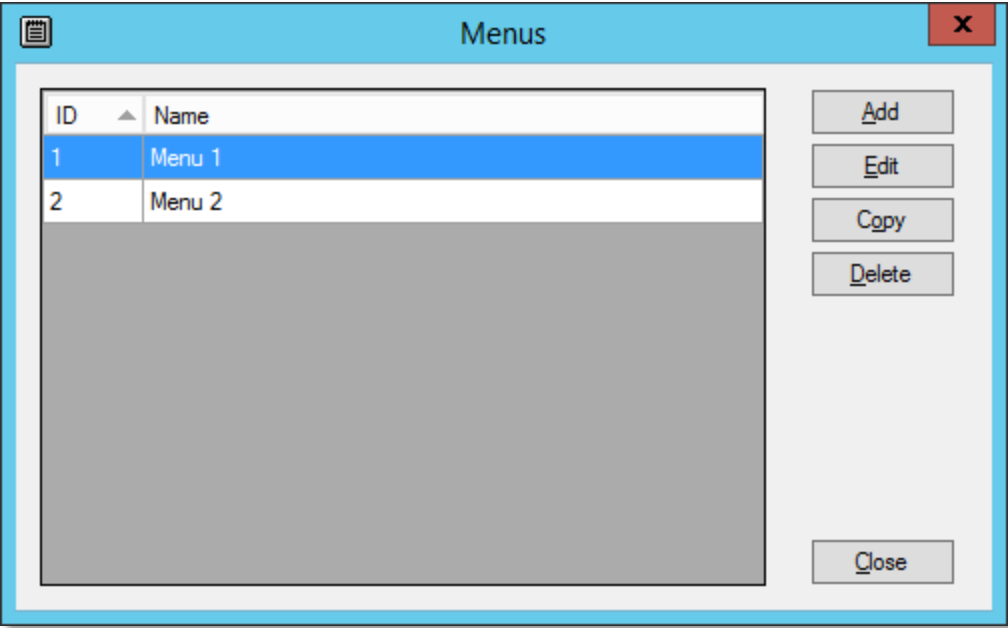 Menus
x
ID Name
1 Menu 1
2 Menu 2
Add
Edit
Copy
Delete
Close